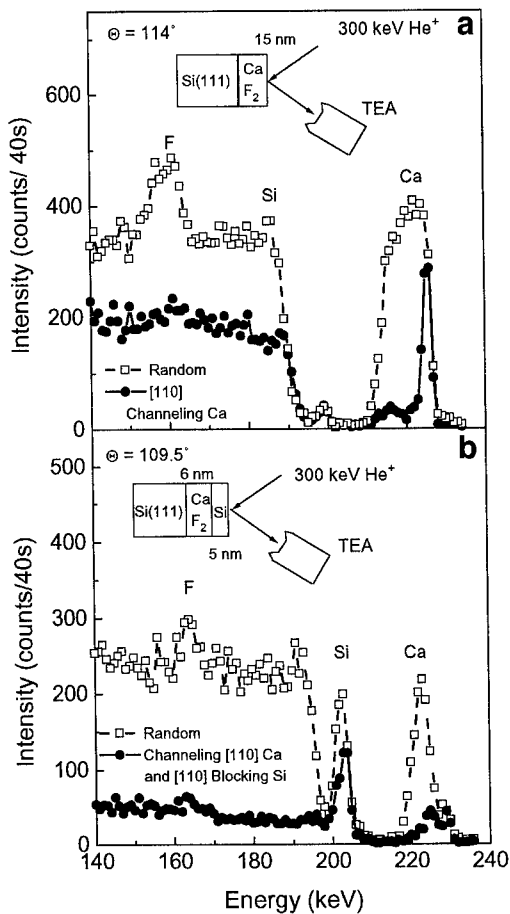 Θ = 114°
a
15 nm
300 keV He⁺
Si(111)
Ca
F₂
TEA
F
Si
Ca
600
400
200
0
Intensity (counts/ 40s)
Random
[110]
Channeling Ca
Θ = 109.5°
b
6 nm
300 keV He⁺
Si(111)
Ca
F₂
Si
5 nm
TEA
F
Si
Ca
500
400
300
200
100
0
Intensity (counts/40s)
Random
Channeling [110] Ca
and [110] Blocking Si
140 160 180 200 220 240
Energy (keV)